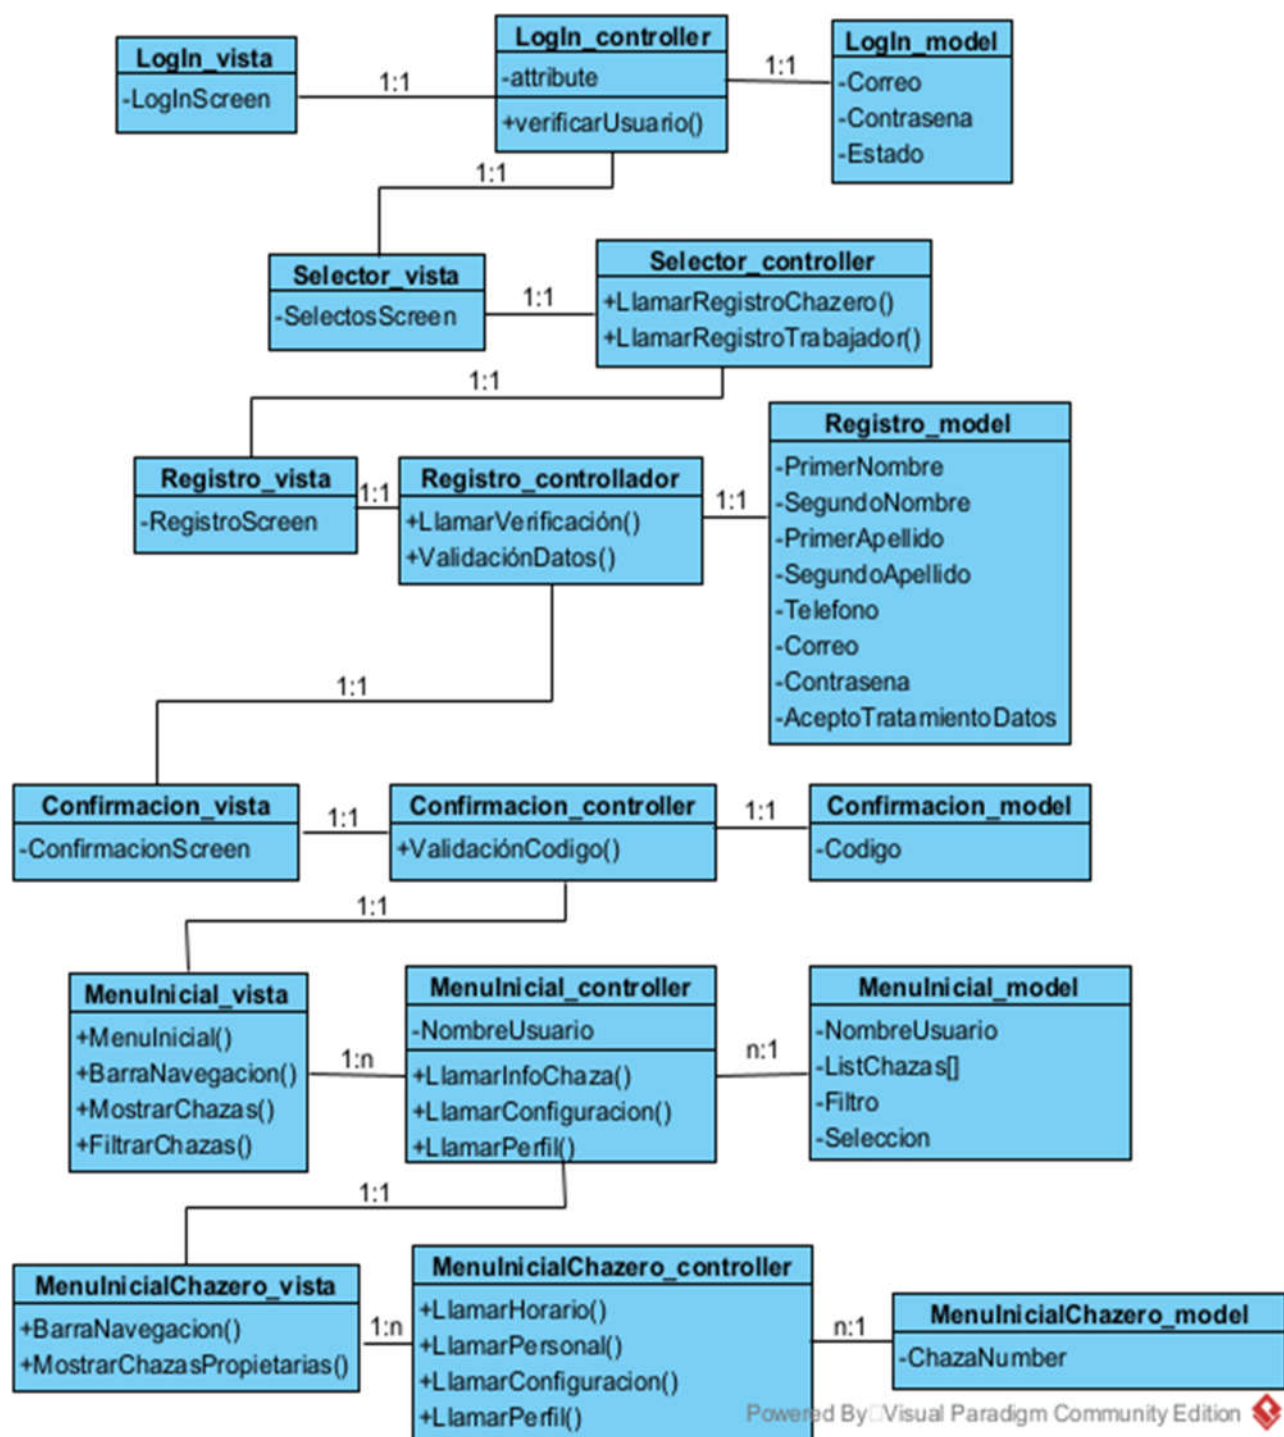 LogIn_vista
-LogInScreen
1:1
LogIn_controller
-attribute
+verificarUsuario()
1:1
LogIn_model
-Correo
-Contrasena
-Estado
1:1
Selector_vista
-SelectosScreen
1:1
Selector_controller
+LlamarRegistroChazero()
+LlamarRegistroTrabajador()
1:1
Registro_vista
-RegistroScreen
1:1
Registro_controllador
+LlamarVerificación()
+ValidaciónDatos()
1:1
Registro_model
-PrimerNombre
-SegundoNombre
-PrimerApellido
-SegundoApellido
-Telefono
-Correo
-Contrasena
-AceptoTratamientoDatos
1:1
Confirmacion_vista
-ConfirmacionScreen
1:1
Confirmacion_controller
+ValidaciónCodigo()
1:1
Confirmacion_model
-Codigo
1:1
MenuInicial_vista
+MenuInicial()
+BarraNavegacion()
+MostrarChazas()
+FiltrarChazas()
1:n
MenuInicial_controller
-NombreUsuario
+LlamarInfoChaza()
+LlamarConfiguracion()
+LlamarPerfil()
n:1
MenuInicial_model
-NombreUsuario
-ListChazas[]
-Filtro
-Seleccion
1:1
MenuInicialChazero_vista
+BarraNavegacion()
+MostrarChazasPropietarias()
1:n
MenuInicialChazero_controller
+LlamarHorario()
+LlamarPersonal()
+LlamarConfiguracion()
+LlamarPerfil()
n:1
MenuInicialChazero_model
-ChazaNumber
Powered By Visual Paradigm Community Edition